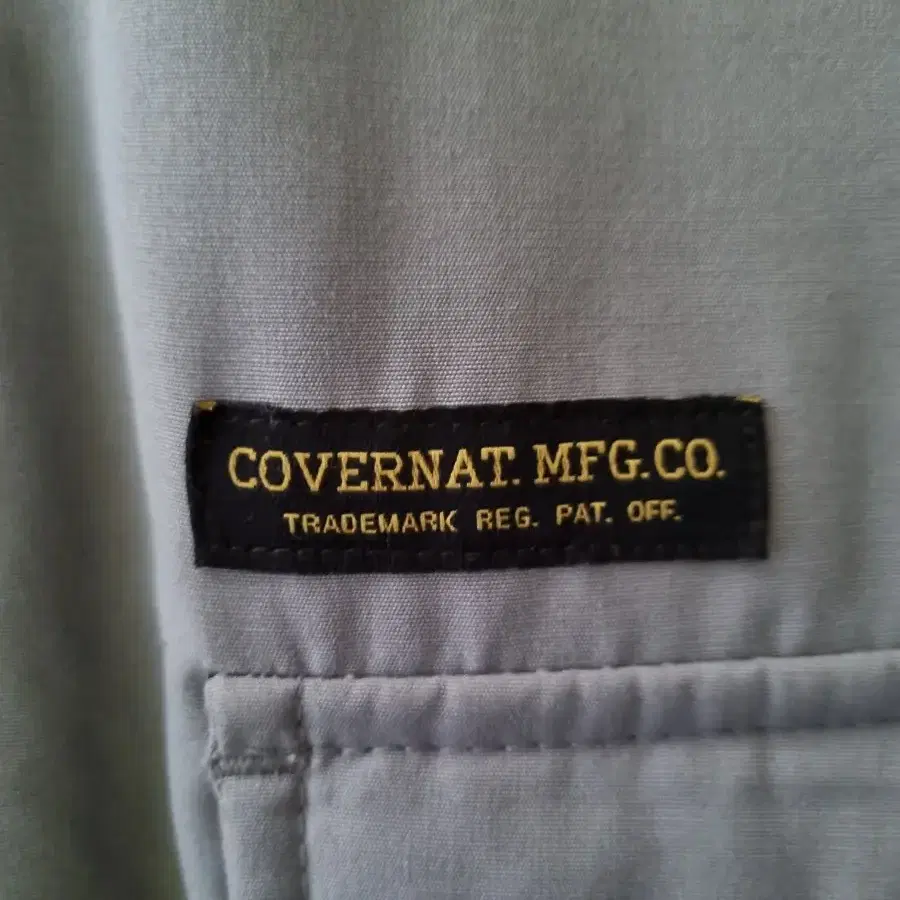 COVERNAT. MFG.CO.
TRADEMARK REG. PAT. OFF.